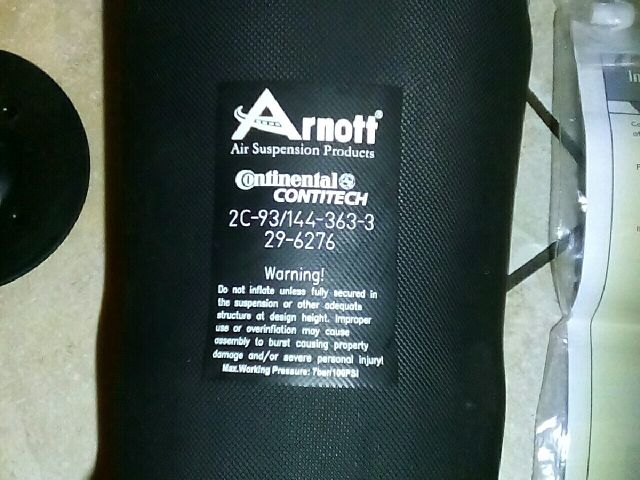 Arnott®
Air Suspension Products
Continental
CONTITECH
2C-93/144-363-3
29-6276
Warning!
Do not inflate unless fully secured in
the suspension or other adequate
structure at design height. Improper
use or overinflation may cause
assembly to burst causing property
damage and/or severe personal injury!
Max.Working Pressure: 7bar/100PSI